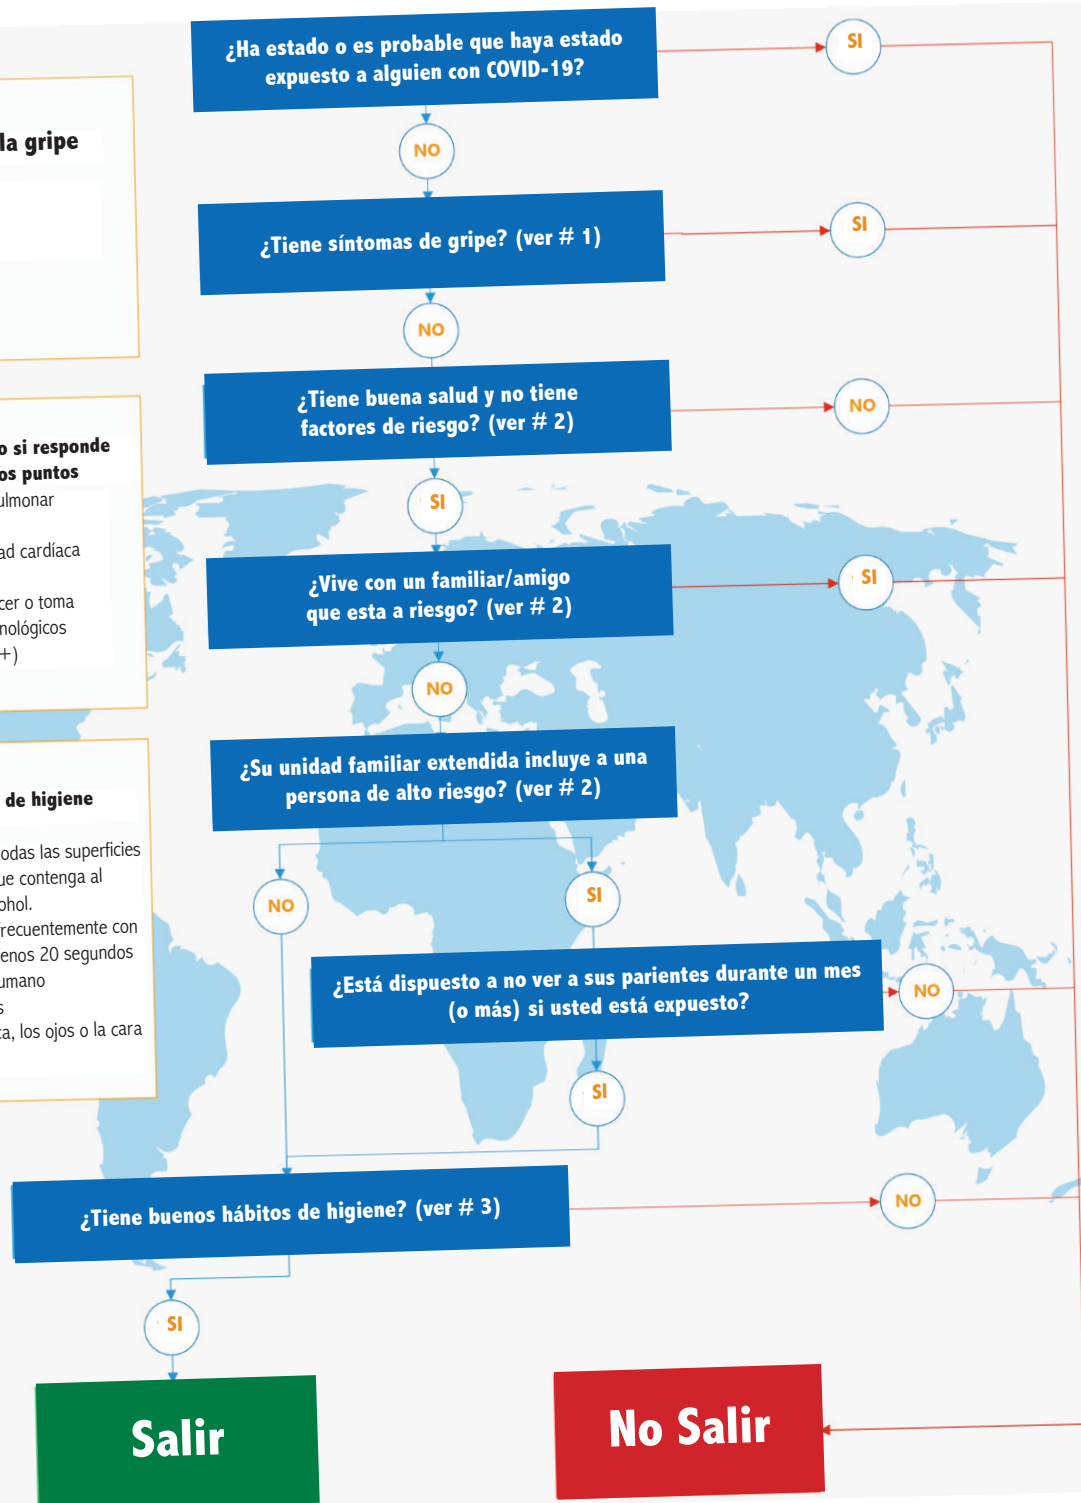 la gripe
o si responde
os puntos
ulmonar
ad cardíaca
cer o toma
nológicos
+)
de higiene
odas las superficies
ue contenga al
ohol.
frecuentemente con
enos 20 segundos
umano
s
ca, los ojos o la cara
¿Ha estado o es probable que haya estado
expuesto a alguien con COVID-19?
SI
NO
¿Tiene síntomas de gripe? (ver # 1)
SI
NO
¿Tiene buena salud y no tiene
factores de riesgo? (ver # 2)
NO
SI
¿Vive con un familiar/amigo
que esta a riesgo? (ver # 2)
SI
NO
¿Su unidad familiar extendida incluye a una
persona de alto riesgo? (ver # 2)
NO
SI
¿Está dispuesto a no ver a sus parientes durante un mes
(o más) si usted está expuesto?
NO
SI
¿Tiene buenos hábitos de higiene? (ver # 3)
NO
SI
Salir
No Salir